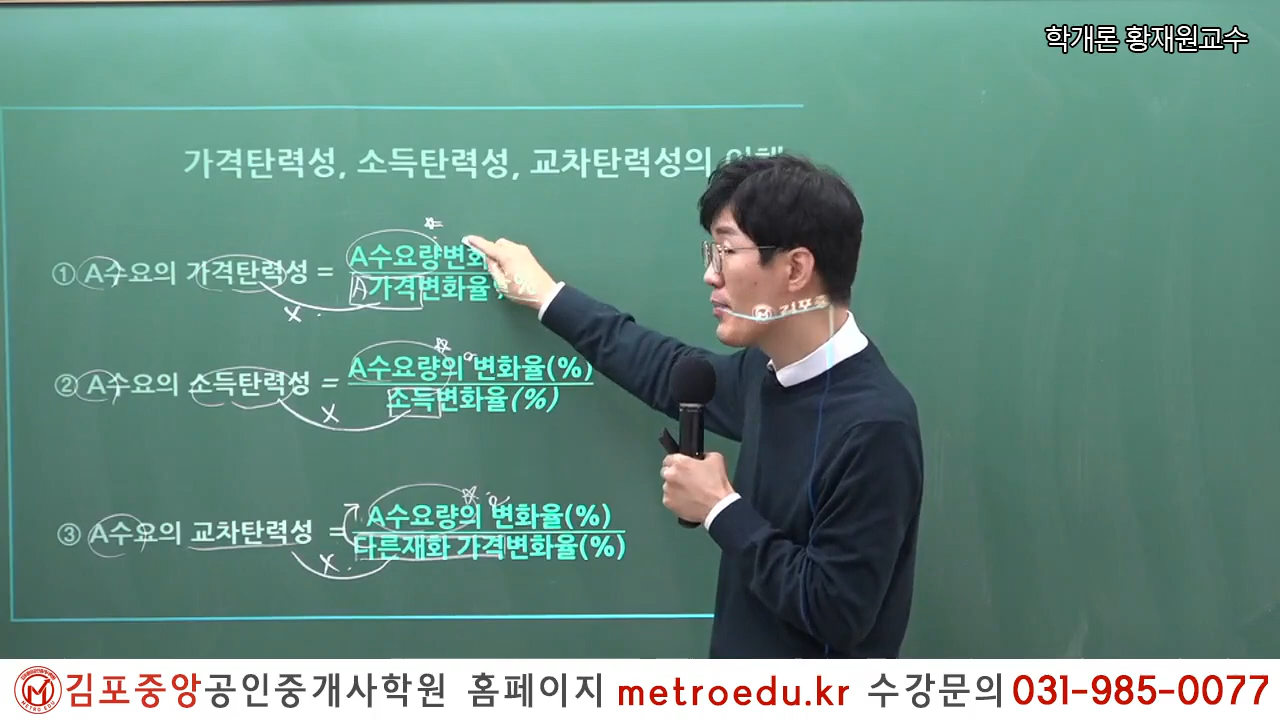 학개론 황재원교수
가격탄력성, 소득탄력성, 교차탄력성의
① A수요의 가격탄력성 =
A수요량변화
A 가격변화율 %
X
② A수요의 소득탄력성 =
A수요량의 변화율(%)
소득변화율(%)
X
③ A수요의 교차탄력성 =
A수요량의 변화율(%)
다른재화 가격변화율(%)
X
김포중
METRO EDU
김포중앙공인중개사학원 홈페이지 metroedu.kr 수강문의 031-985-0077